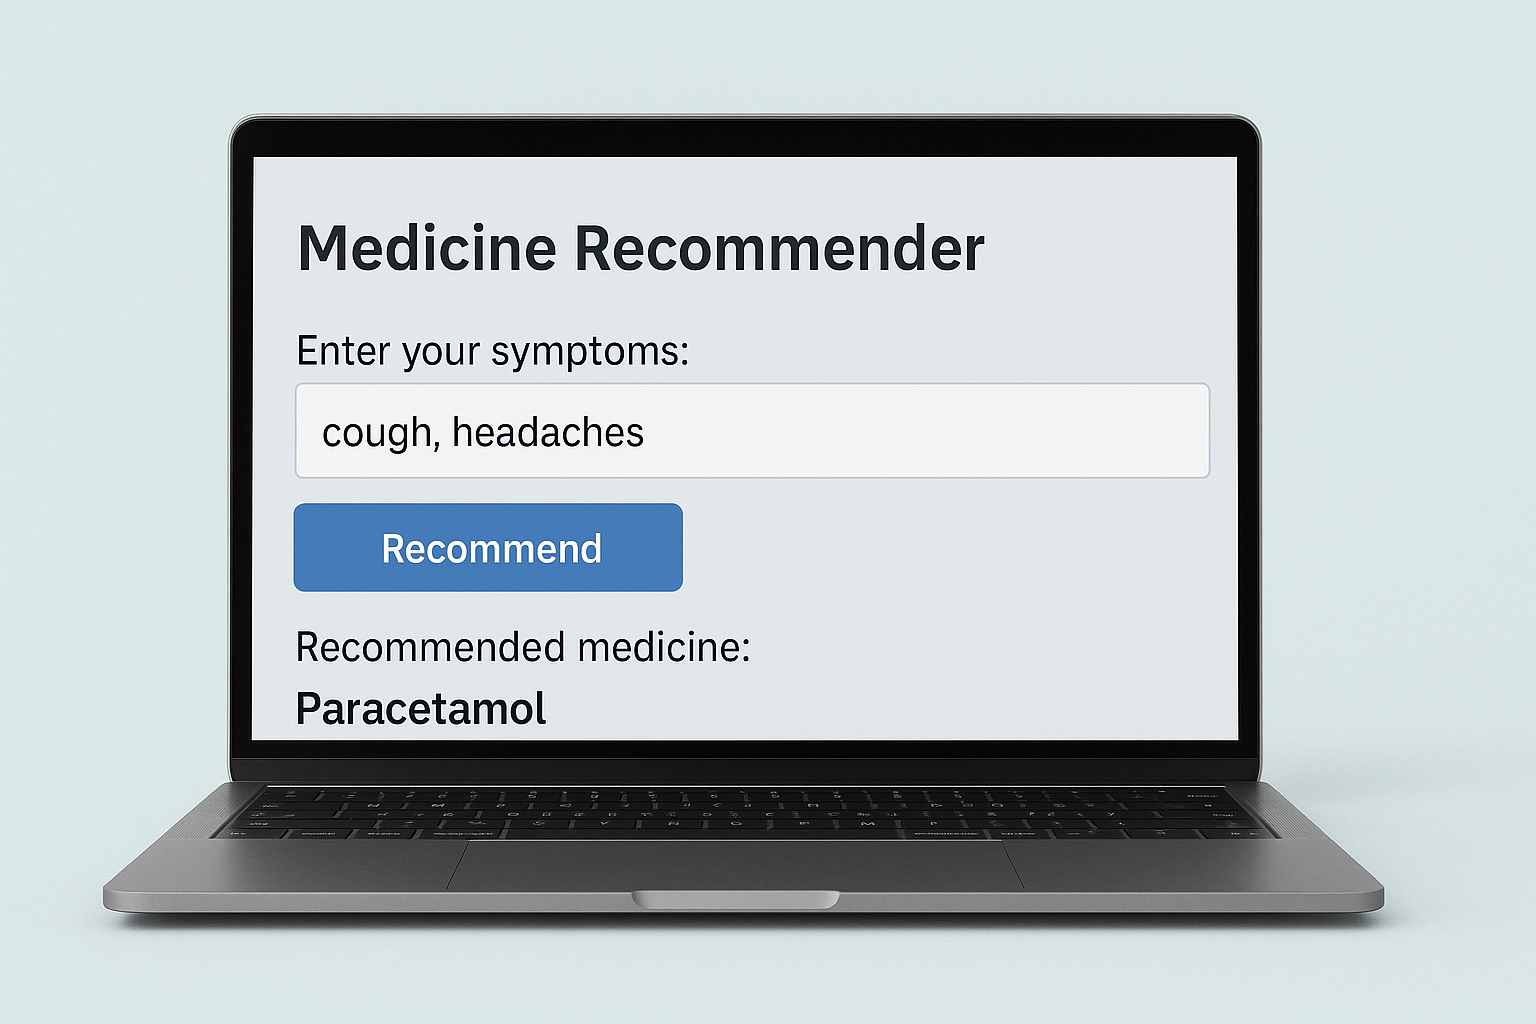 Medicine Recommender
Enter your symptoms:
cough, headaches
Recommend
Recommended medicine:
Paracetamol